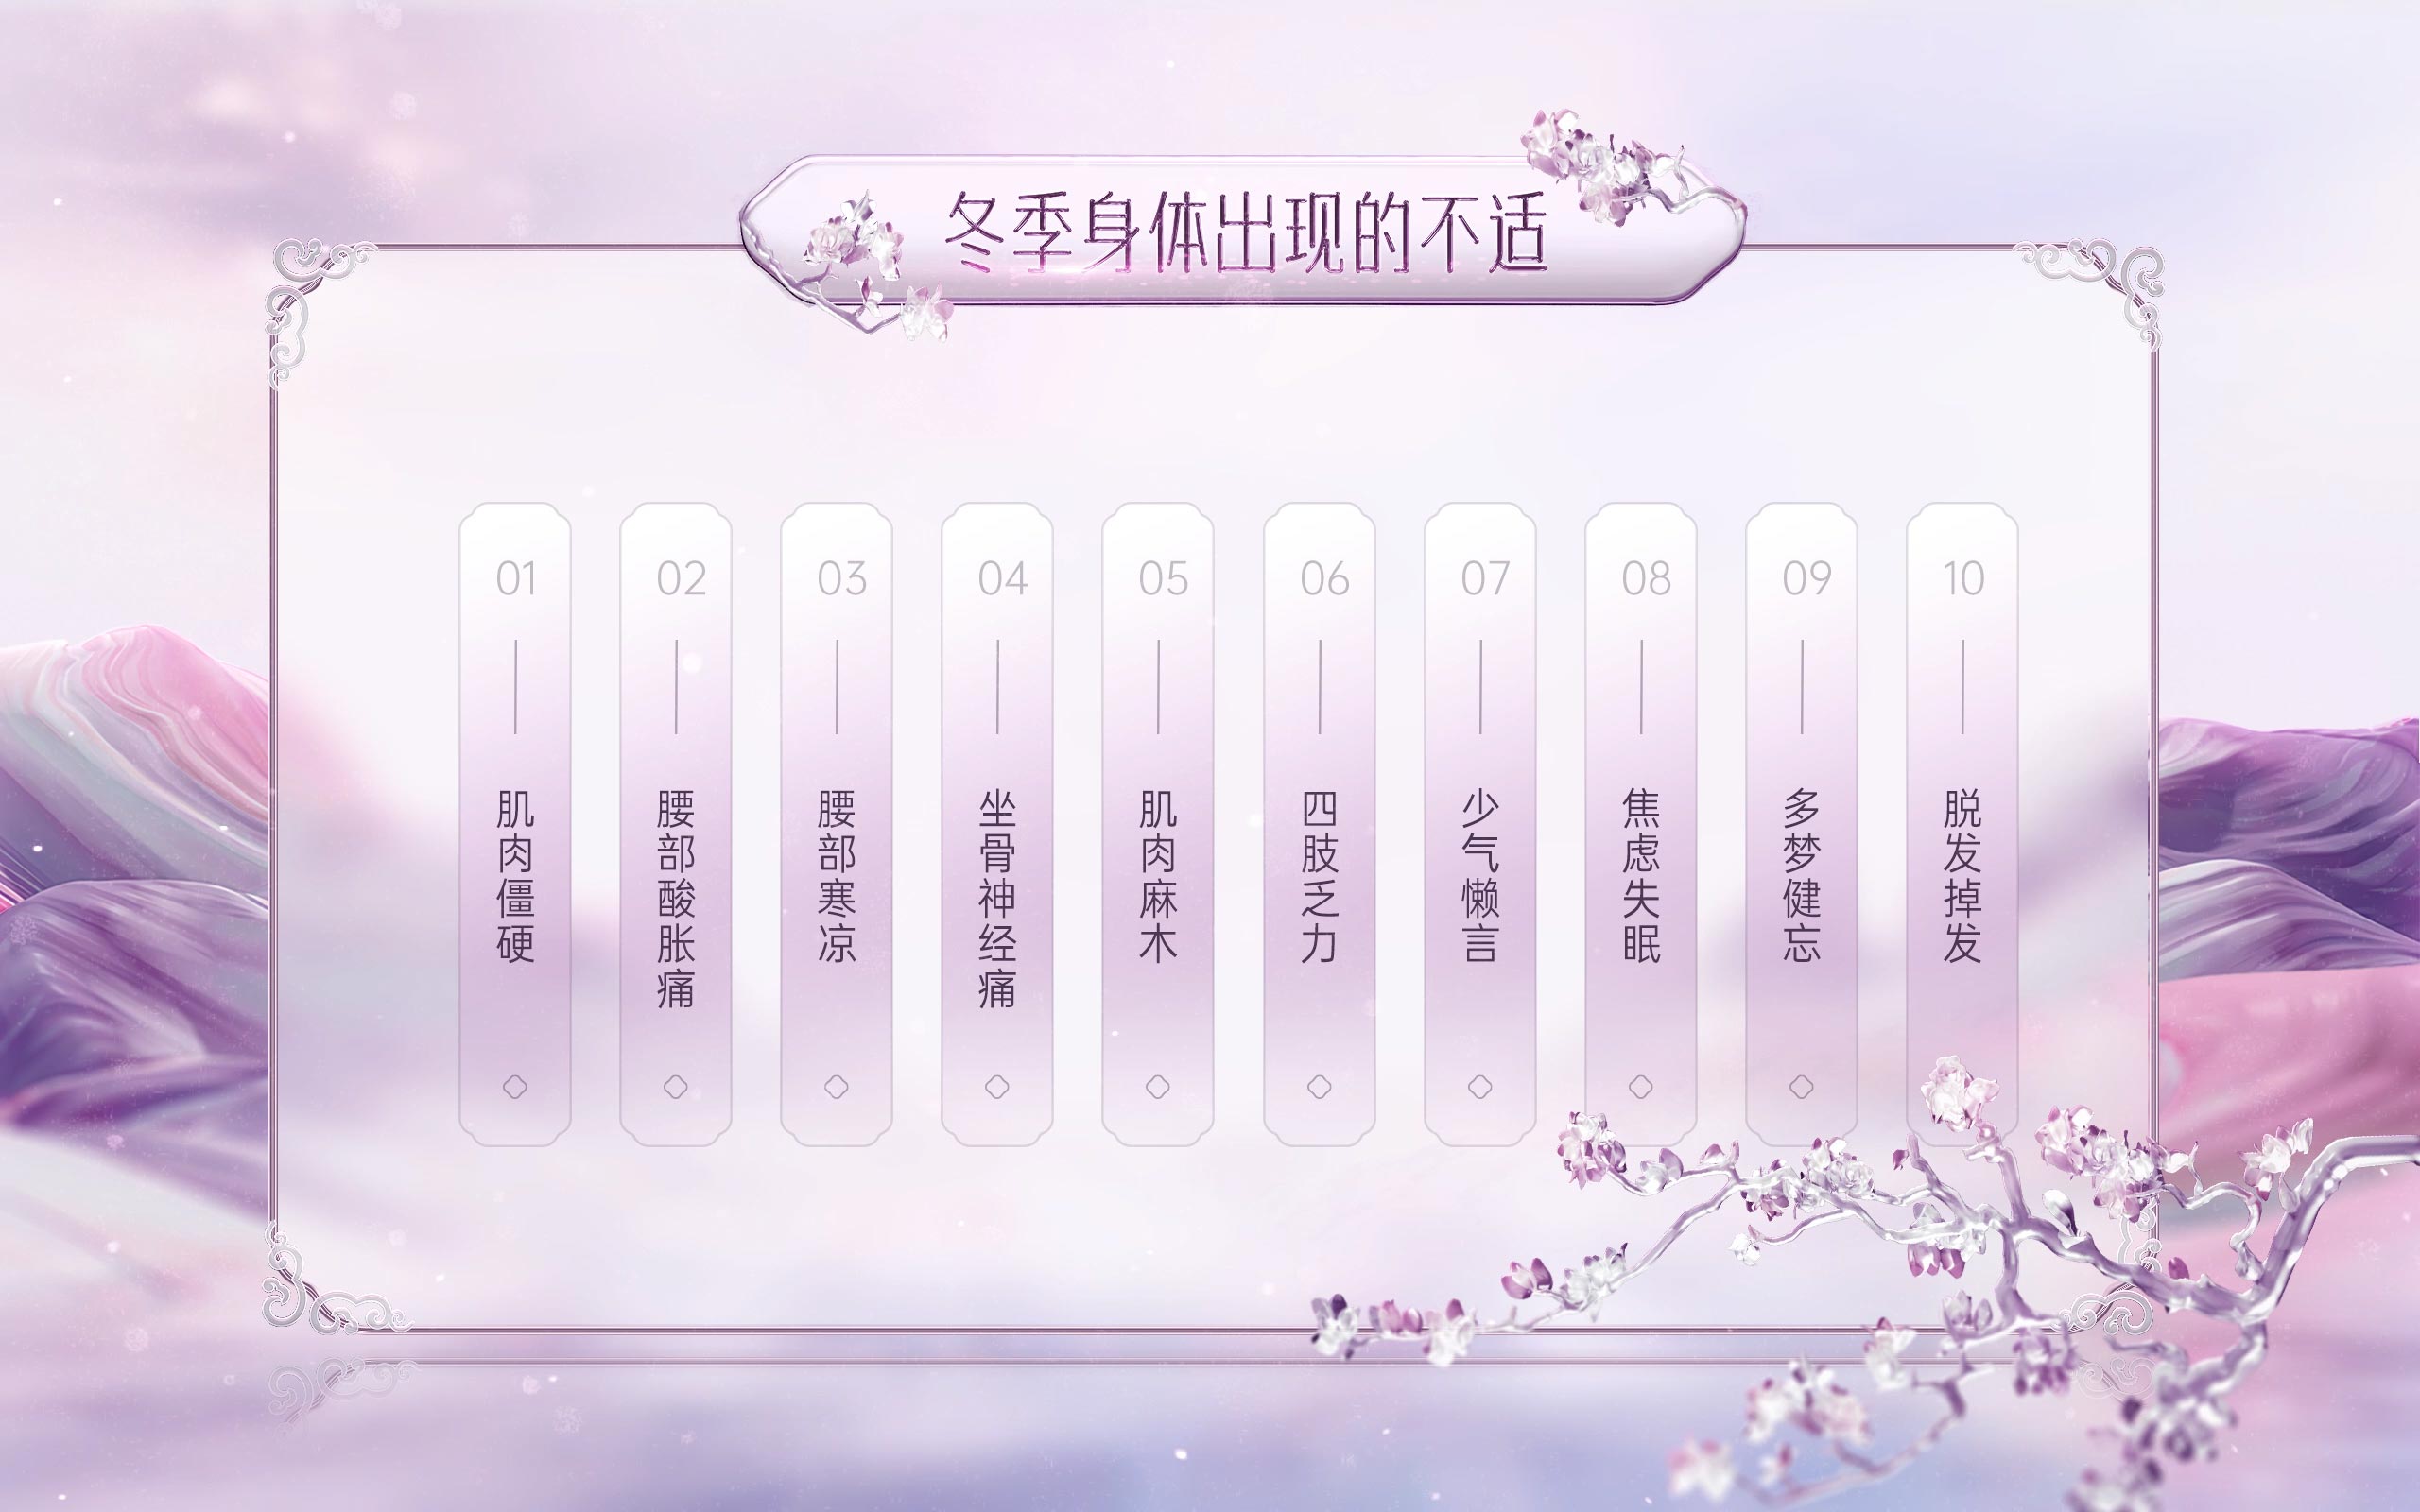 冬季身体出现的不适
01
肌肉僵硬
02
腰部酸胀痛
03
腰部寒凉
04
坐骨神经痛
05
肌肉麻木
06
四肢乏力
07
少气懒言
08
焦虑失眠
09
多梦健忘
10
脱发掉发